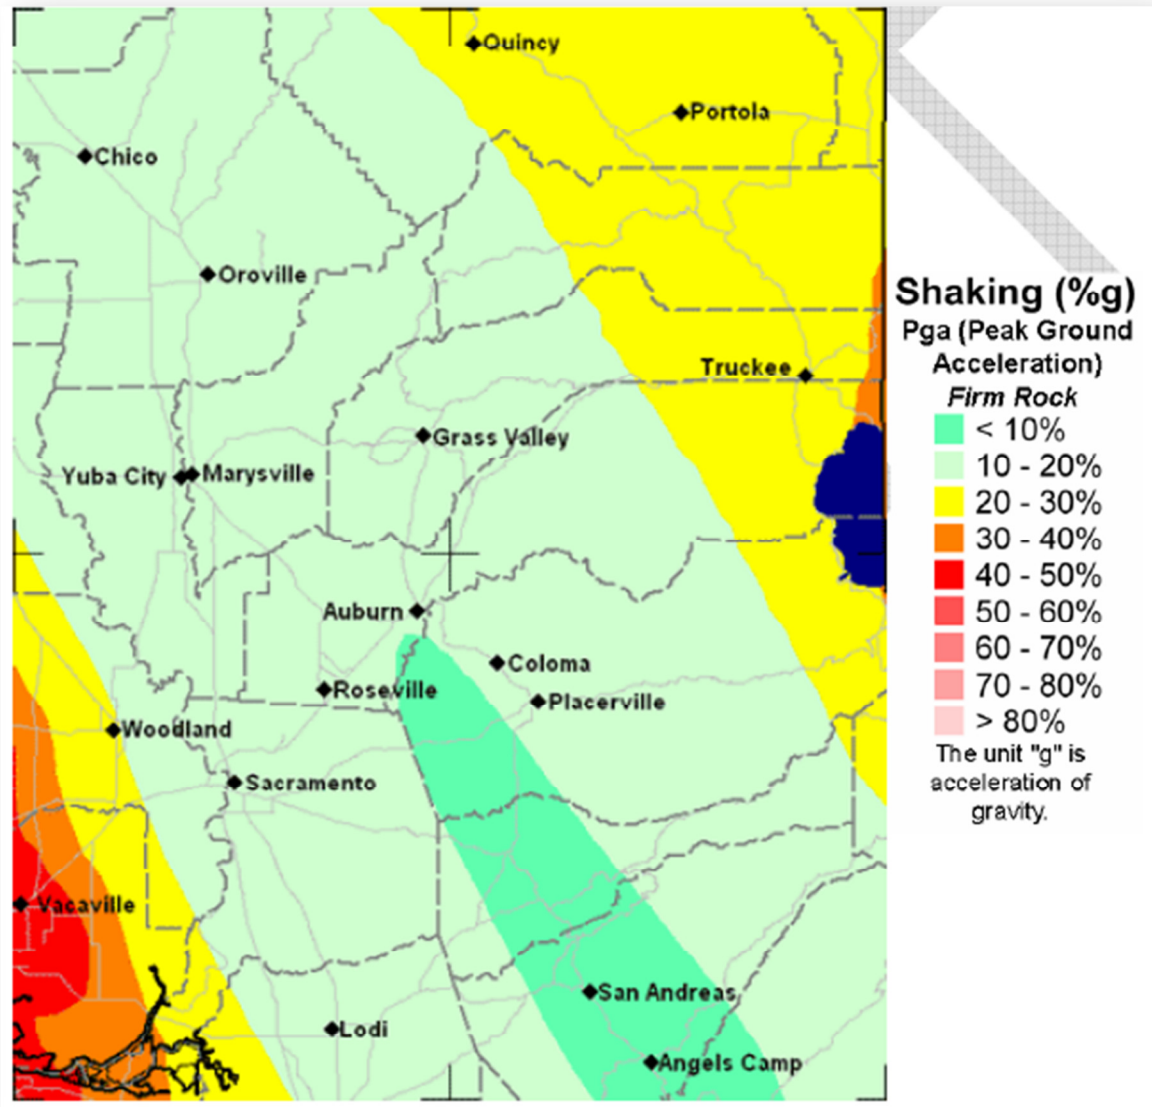 Quincy
Portola
Chico
Oroville
Truckee
Grass Valley
Yuba City
Marysville
Auburn
Coloma
Roseville
Placerville
Woodland
Sacramento
Vacaville
San Andreas
Lodi
Angels Camp
Shaking (%g)
Pga (Peak Ground
Acceleration)
Firm Rock
< 10%
10 - 20%
20 - 30%
30 - 40%
40 - 50%
50 - 60%
60 - 70%
70 - 80%
> 80%
The unit "g" is
acceleration of
gravity.